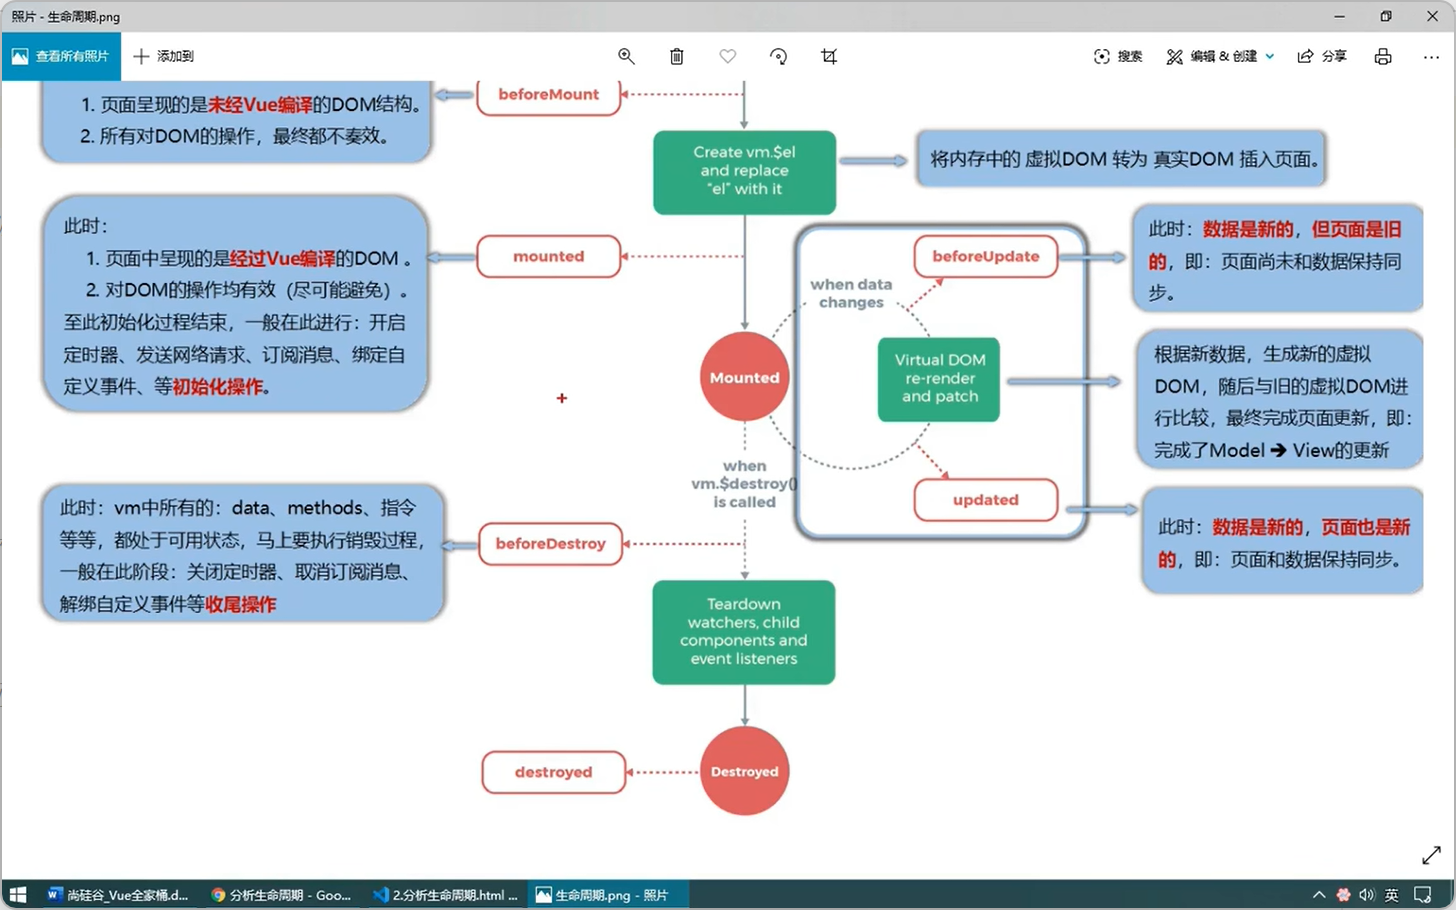 照片 - 生命周期.png
查看所有照片
添加到
搜索
编辑 & 创建
分享
1. 页面呈现的是未经Vue编译的DOM结构。
2. 所有对DOM的操作，最终都不奏效。
beforeMount
Create vm.$el
and replace
"el" with it
将内存中的 虚拟DOM 转为 真实DOM 插入页面。
此时：
1. 页面中呈现的是经过Vue编译的DOM 。
2. 对DOM的操作均有效（尽可能避免）。
至此初始化过程结束，一般在此进行：开启
定时器、发送网络请求、订阅消息、绑定自
定义事件、等初始化操作。
mounted
Mounted
when data
changes
beforeUpdate
此时：数据是新的，但页面是旧
的，即：页面尚未和数据保持同
步。
Virtual DOM
re-render
and patch
根据新数据，生成新的虚拟
DOM，随后与旧的虚拟DOM进
行比较，最终完成页面更新，即：
完成了Model ➔ View的更新
updated
此时：数据是新的，页面也是新
的，即：页面和数据保持同步。
when
vm.$destroy()
is called
此时：vm中所有的：data、methods、指令
等等，都处于可用状态，马上要执行销毁过程，
一般在此阶段：关闭定时器、取消订阅消息、
解绑自定义事件等收尾操作
beforeDestroy
Teardown
watchers, child
components and
event listeners
destroyed
Destroyed
尚硅谷_Vue全家桶.d...
分析生命周期 - Goo...
2.分析生命周期.html ...
生命周期.png - 照片
英